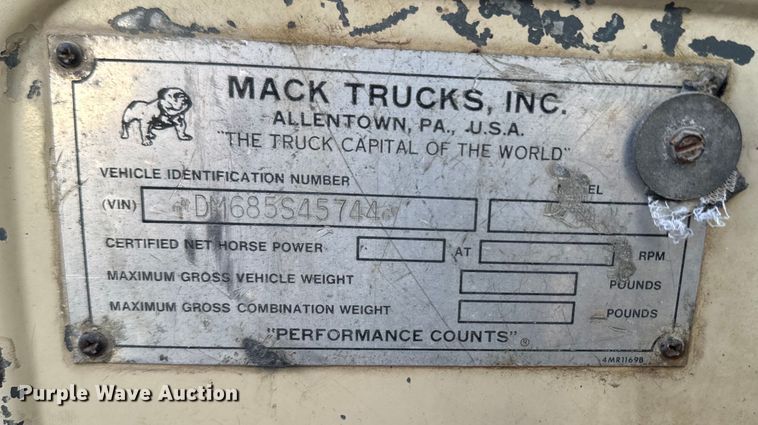 MACK TRUCKS, INC.
ALLENTOWN, PA., U.S.A.
"THE TRUCK CAPITAL OF THE WORLD"
VEHICLE IDENTIFICATION NUMBER
(VIN) DM685S45744
CERTIFIED NET HORSE POWER AT RPM
MAXIMUM GROSS VEHICLE WEIGHT POUNDS
MAXIMUM GROSS COMBINATION WEIGHT POUNDS
"PERFORMANCE COUNTS"®
4MR1169B
Purple Wave Auction